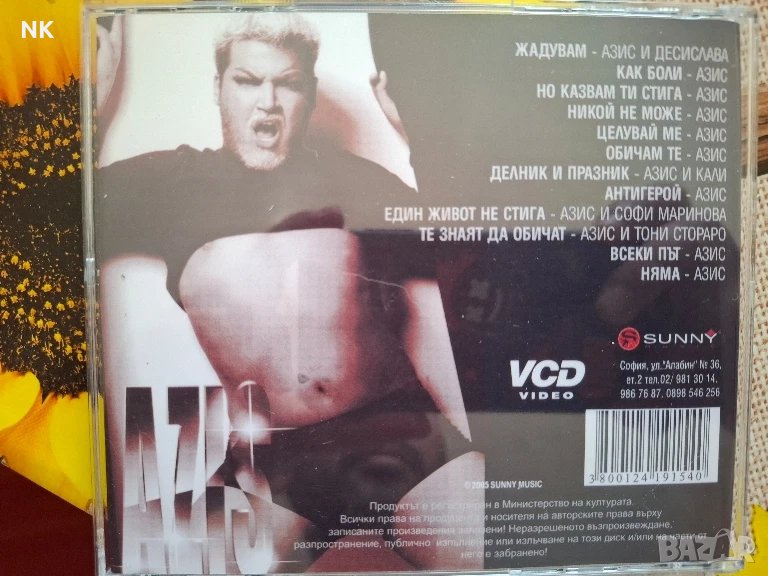 NK
ЖАДУВАМ - АЗИС И ДЕСИСЛАВА
КАК БОЛИ - АЗИС
НО КАЗВАМ ТИ СТИГА - АЗИС
НИКОЙ НЕ МОЖЕ - АЗИС
ЦЕЛУВАЙ МЕ - АЗИС
ОБИЧАМ ТЕ - АЗИС
ДЕЛНИК И ПРАЗНИК - АЗИС И КАЛИ
АНТИГЕРОЙ - АЗИС
ЕДИН ЖИВОТ НЕ СТИГА - АЗИС И СОФИ МАРИНОВА
ТЕ ЗНАЯТ ДА ОБИЧАТ - АЗИС И ТОНИ СТОРАРО
ВСЕКИ ПЪТ - АЗИС
НЯМА - АЗИС
SUNNY
София, ул."Алабин" № 36,
ет.2 тел.02/ 981 30 14,
986 76 87, 0898 546 256
VCD
VIDEO
AZIS
3800124191540
© 2005 SUNNY MUSIC
Продуктът е регистриран в Министерство на културата.
Всички права на продуцента и носителя на авторските права върху
записаните произведения запазени! Неразрешеното възпроизвеждане,
разпространение, публично изпълнение или излъчване на този диск и/или на части от
него е забранено!
BAZAR